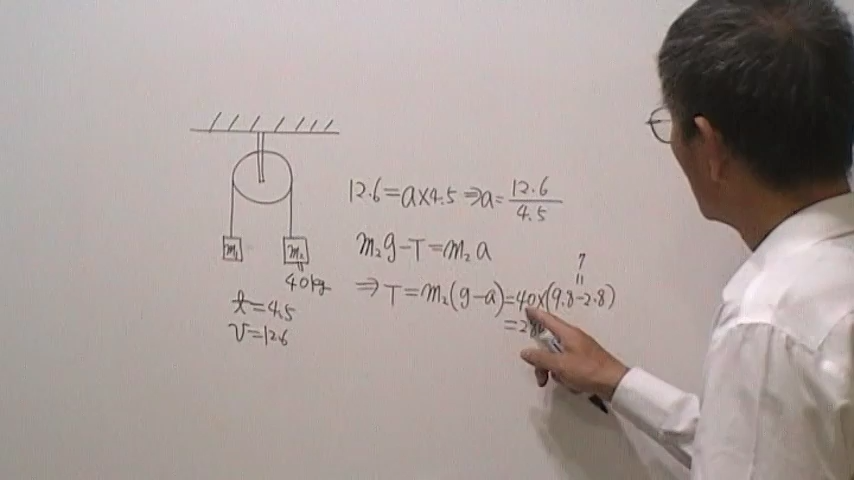 m₁
m₂
40kg
t=4.5
v=12.6
12.6=a×4.5⇒a=12.6/4.5
m₂g-T=m₂a
7
=
⇒T=m₂(g-a)=40×(9.8-2.8)